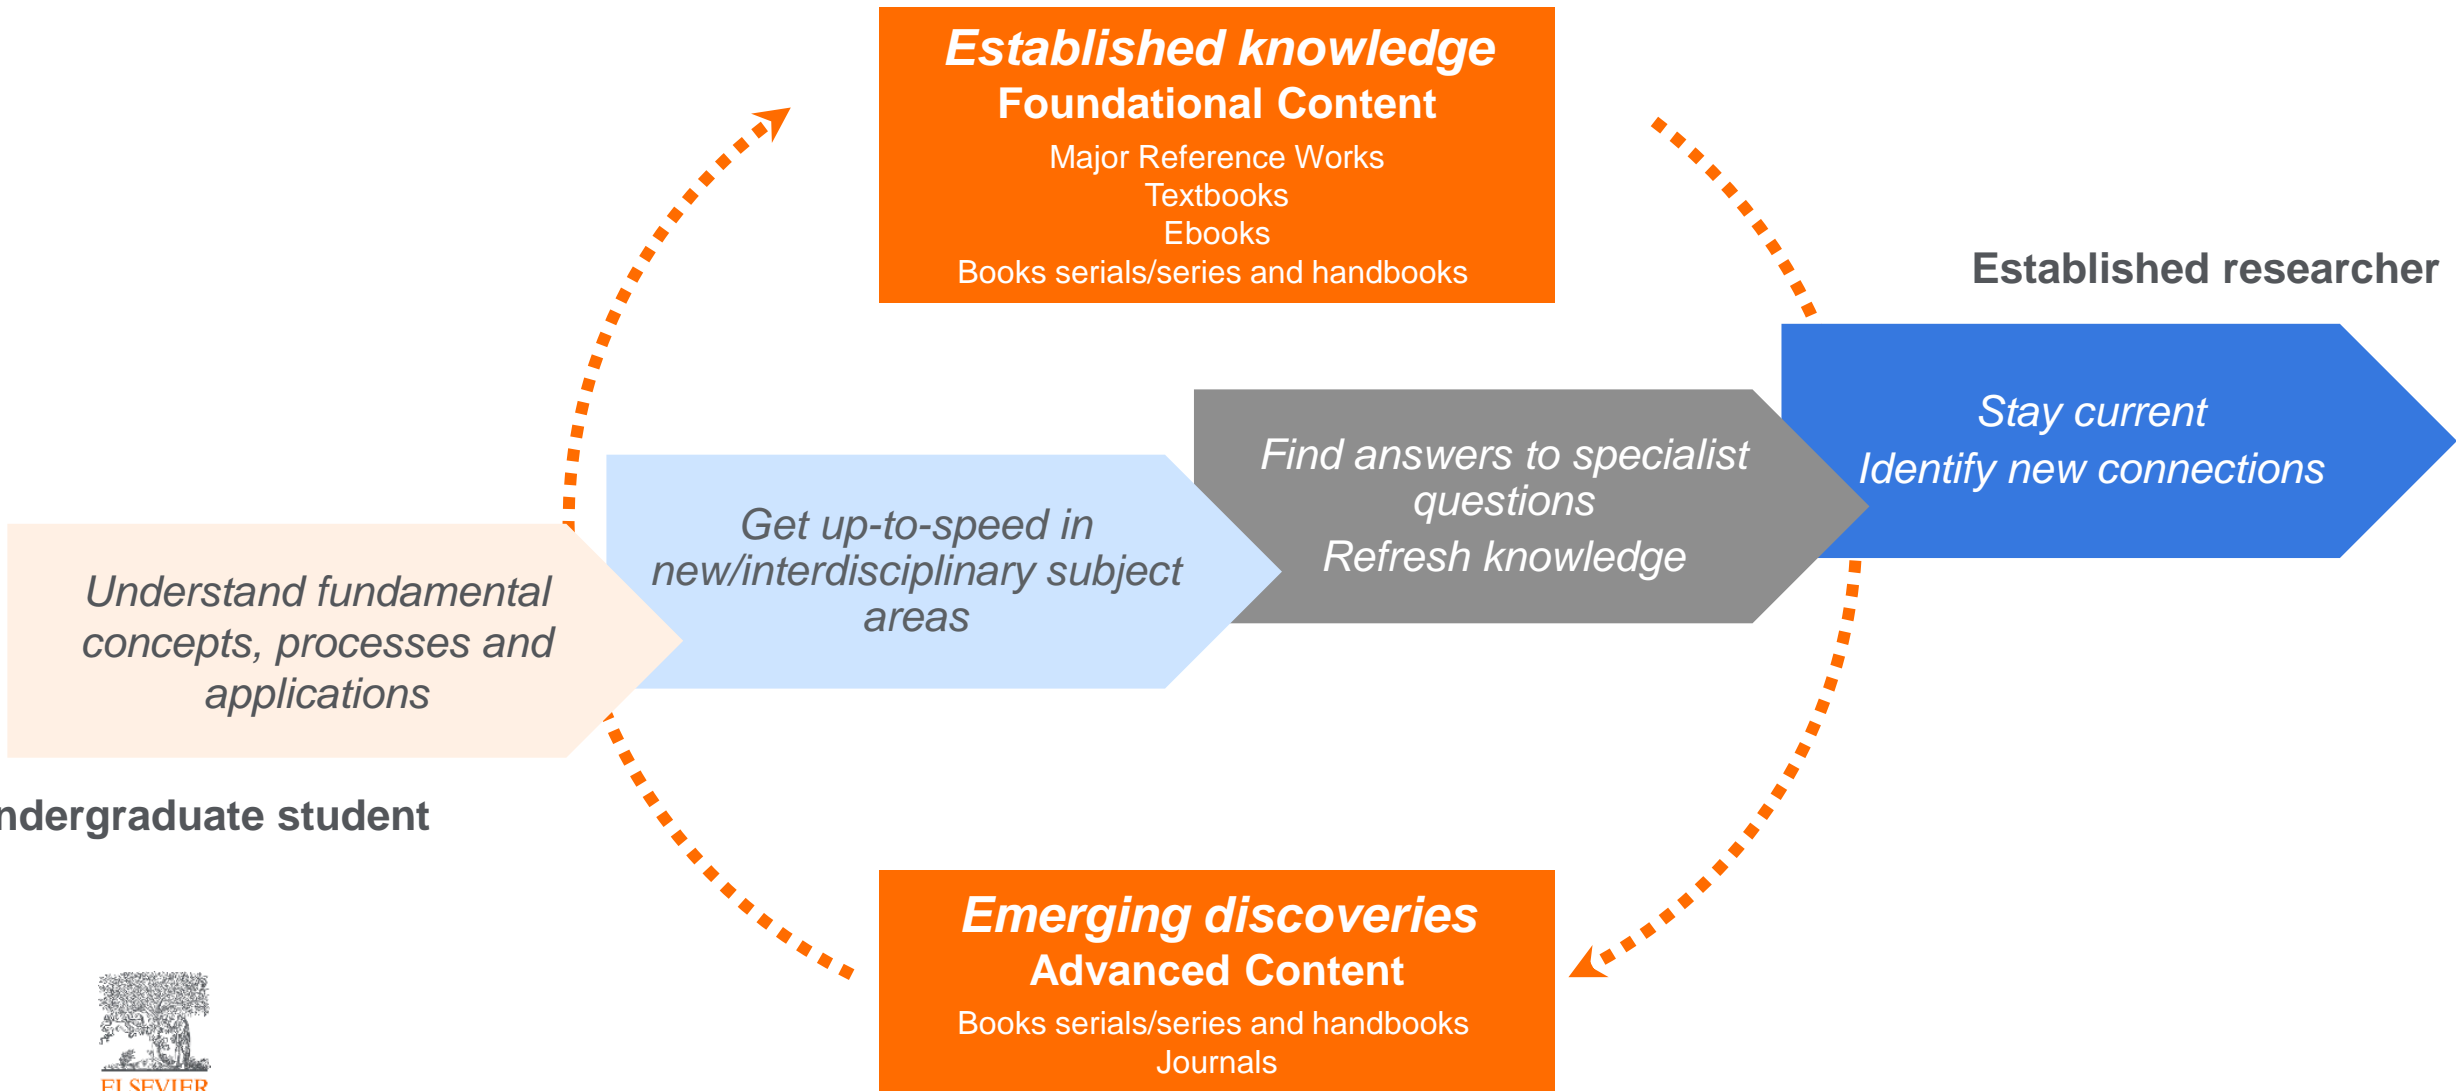 Established knowledge
Foundational Content
Major Reference Works
Textbooks
Ebooks
Books serials/series and handbooks
Established researcher
Stay current
Identify new connections
Find answers to specialist
questions
Refresh knowledge
Get up-to-speed in
new/interdisciplinary subject
areas
Understand fundamental
concepts, processes and
applications
ndergraduate student
Emerging discoveries
Advanced Content
Books serials/series and handbooks
Journals
ELSEVIER